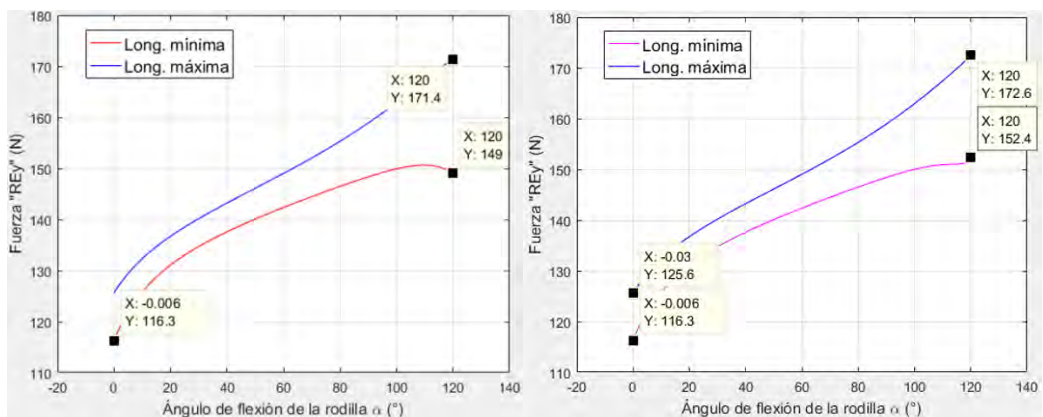 180
170
160
150
140
130
120
110
Fuerza "REy" (N)
Long. mínima
Long. máxima
X: 120
Y: 171.4
X: 120
Y: 149
X: -0.006
Y: 116.3
-20
0
20
40
60
80
100
120
140
Ángulo de flexión de la rodilla α (°)
180
170
160
150
140
130
120
110
Fuerza "REy" (N)
Long. mínima
Long. máxima
X: 120
Y: 172.6
X: 120
Y: 152.4
X: -0.03
Y: 125.6
X: -0.006
Y: 116.3
-20
0
20
40
60
80
100
120
140
Ángulo de flexión de la rodilla α (°)